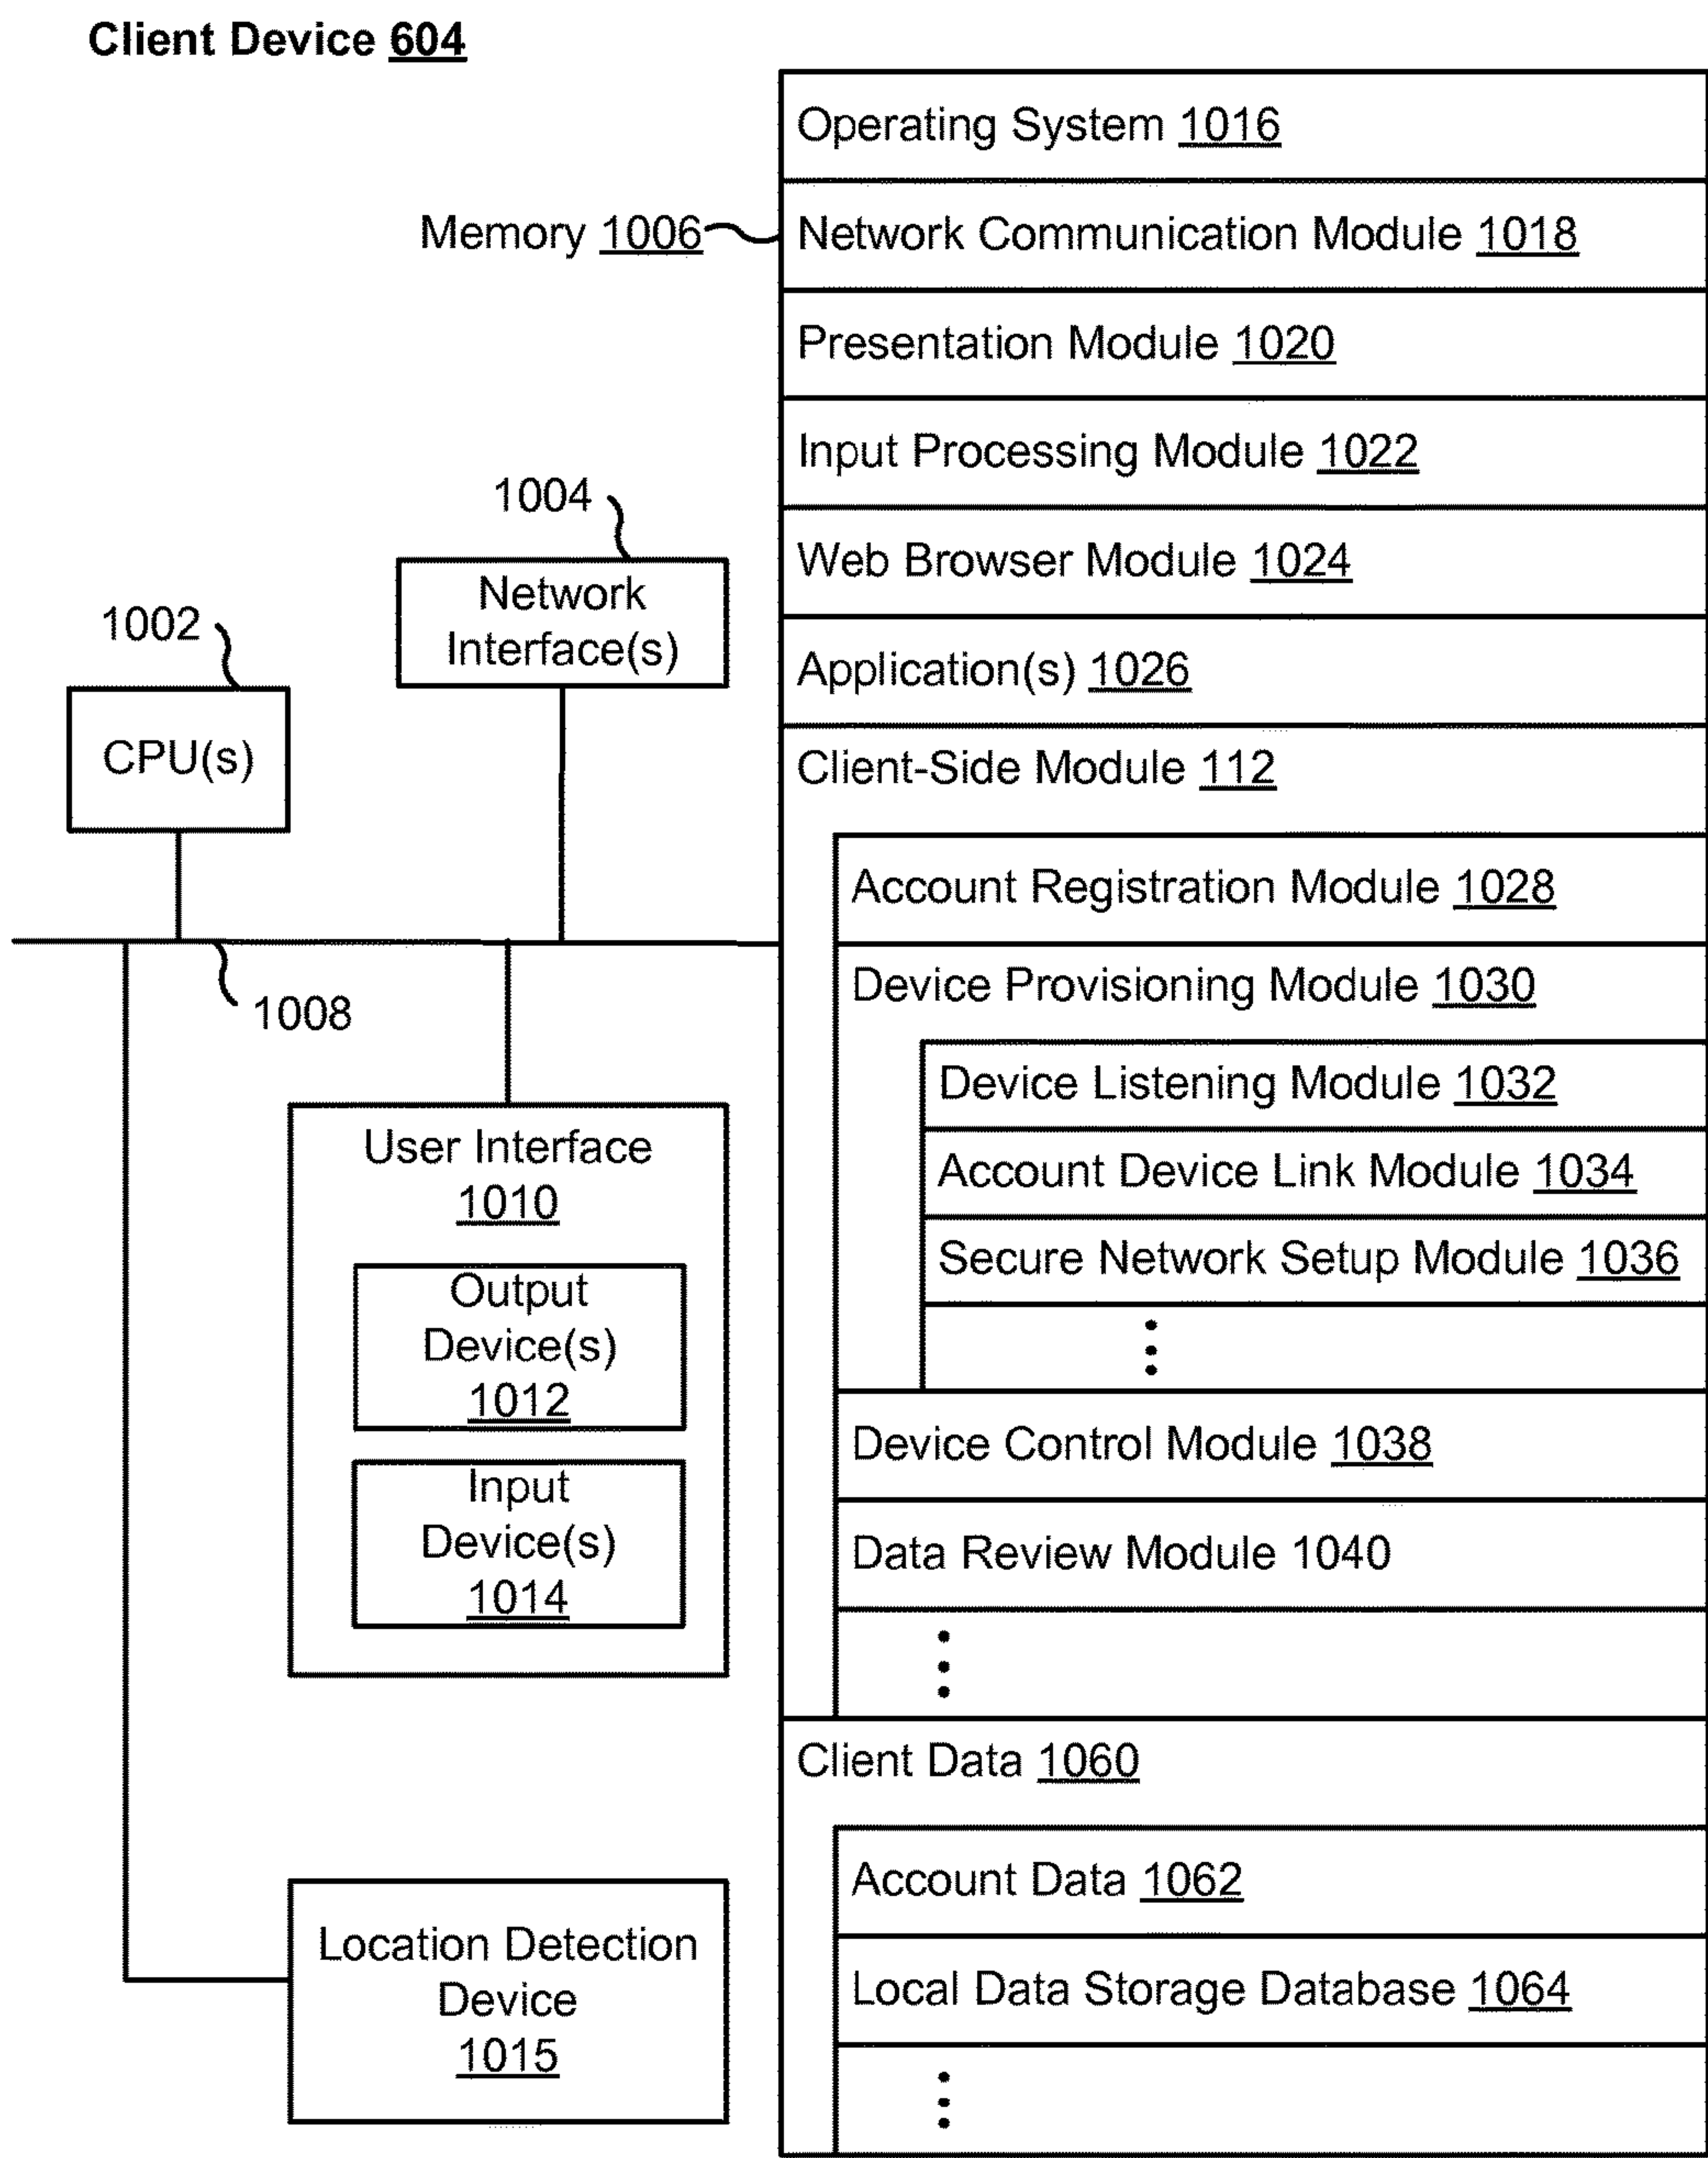 Client Device 604
Operating System 1016
Memory 1006
Network Communication Module 1018
Presentation Module 1020
Input Processing Module 1022
Web Browser Module 1024
Application(s) 1026
Client-Side Module 112
Account Registration Module 1028
Device Provisioning Module 1030
Device Listening Module 1032
Account Device Link Module 1034
Secure Network Setup Module 1036
Device Control Module 1038
Data Review Module 1040
Client Data 1060
Account Data 1062
Local Data Storage Database 1064
1004
Network
Interface(s)
1002
CPU(s)
1008
User Interface
1010
Output
Device(s)
1012
Input
Device(s)
1014
Location Detection
Device
1015